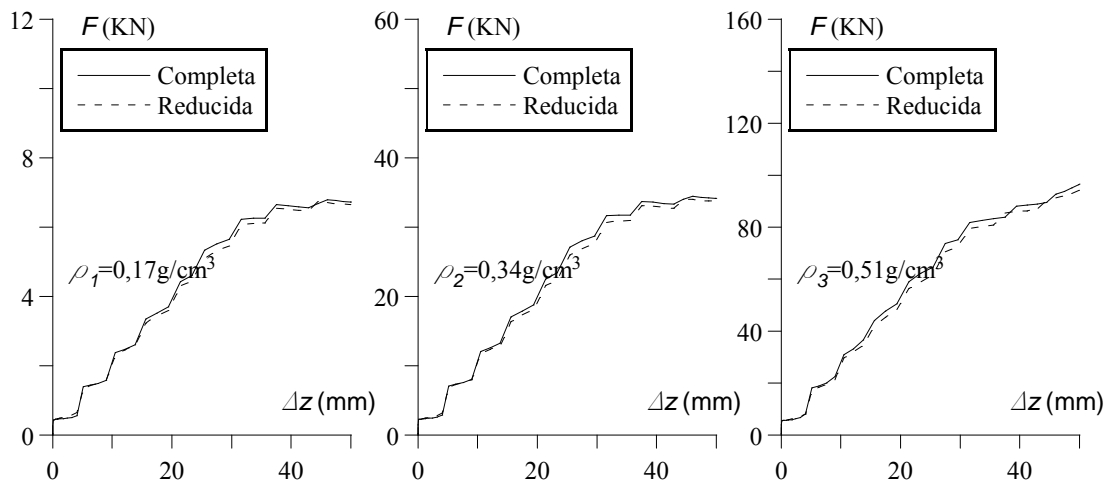 12
8
4
0
F (KN)
Completa
Reducida
ρ1=0,17g/cm3
Δz (mm)
0
20
40
60
40
20
0
F (KN)
Completa
Reducida
ρ2=0,34g/cm3
Δz (mm)
0
20
40
160
120
80
40
0
F (KN)
Completa
Reducida
ρ3=0,51g/cm3
Δz (mm)
0
20
40